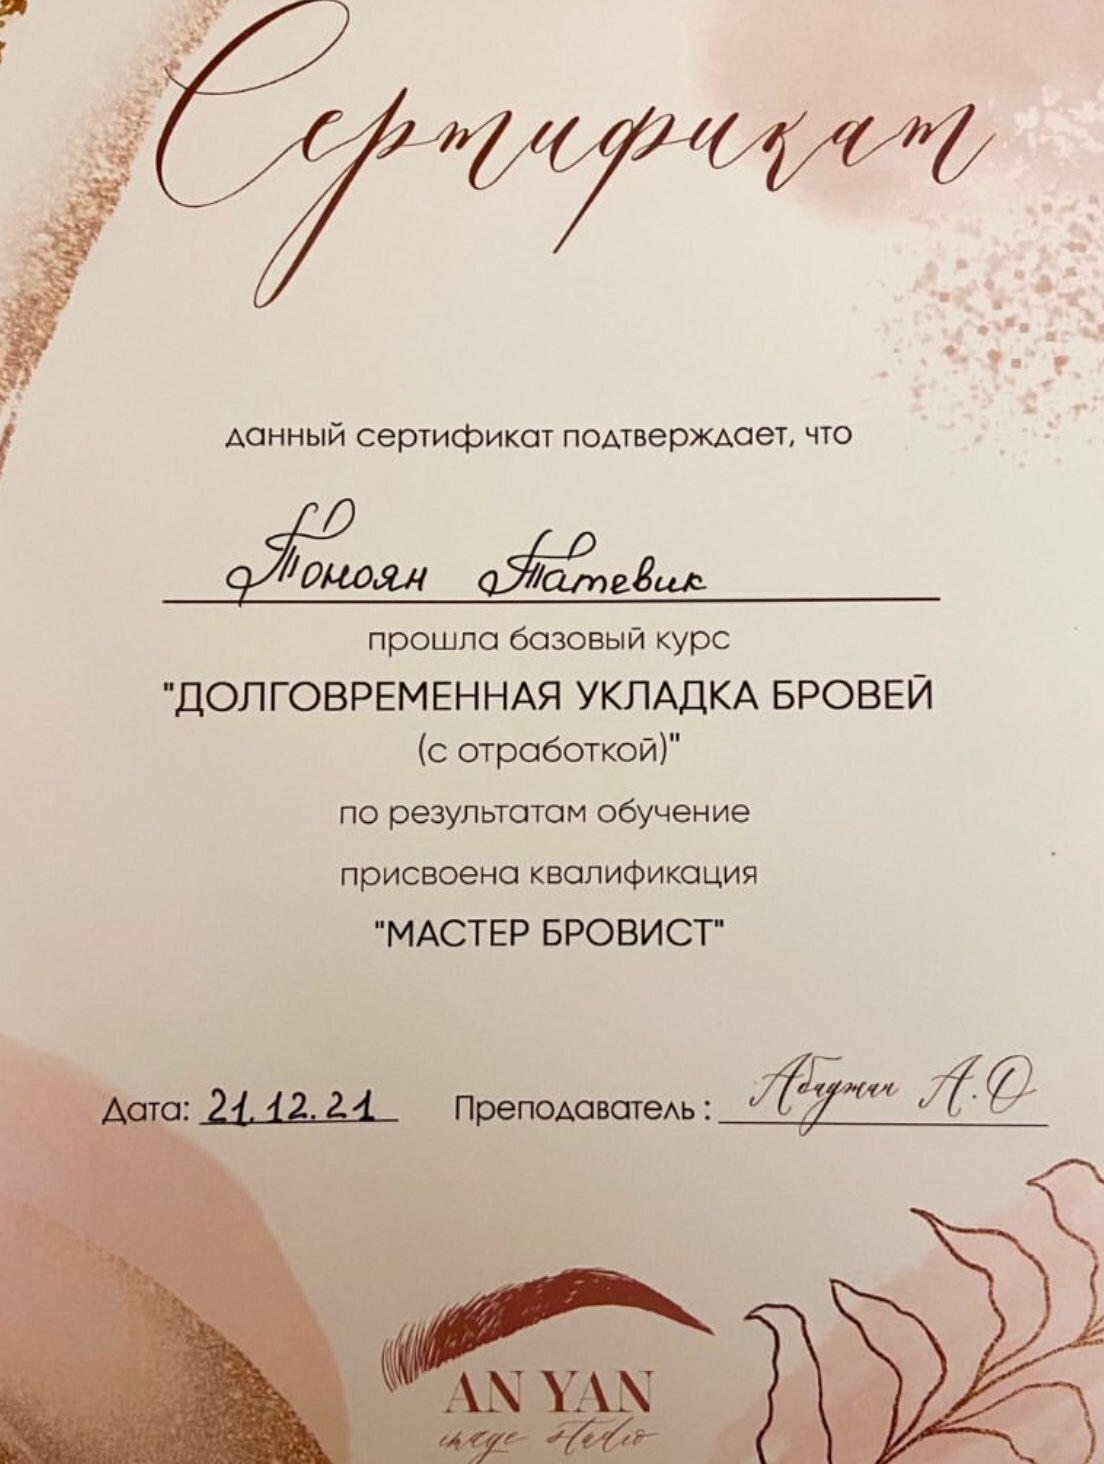 Сертификат
данный сертификат подтверждает, что
Тоноян Татевик
прошла базовый курс
"ДОЛГОВРЕМЕННАЯ УКЛАДКА БРОВЕЙ
(с отработкой)"
по результатам обучение
присвоена квалификация
"МАСТЕР БРОВИСТ"
Дата: 21.12.21 Преподаватель: Абаджян А.О
AN YAN
image studio